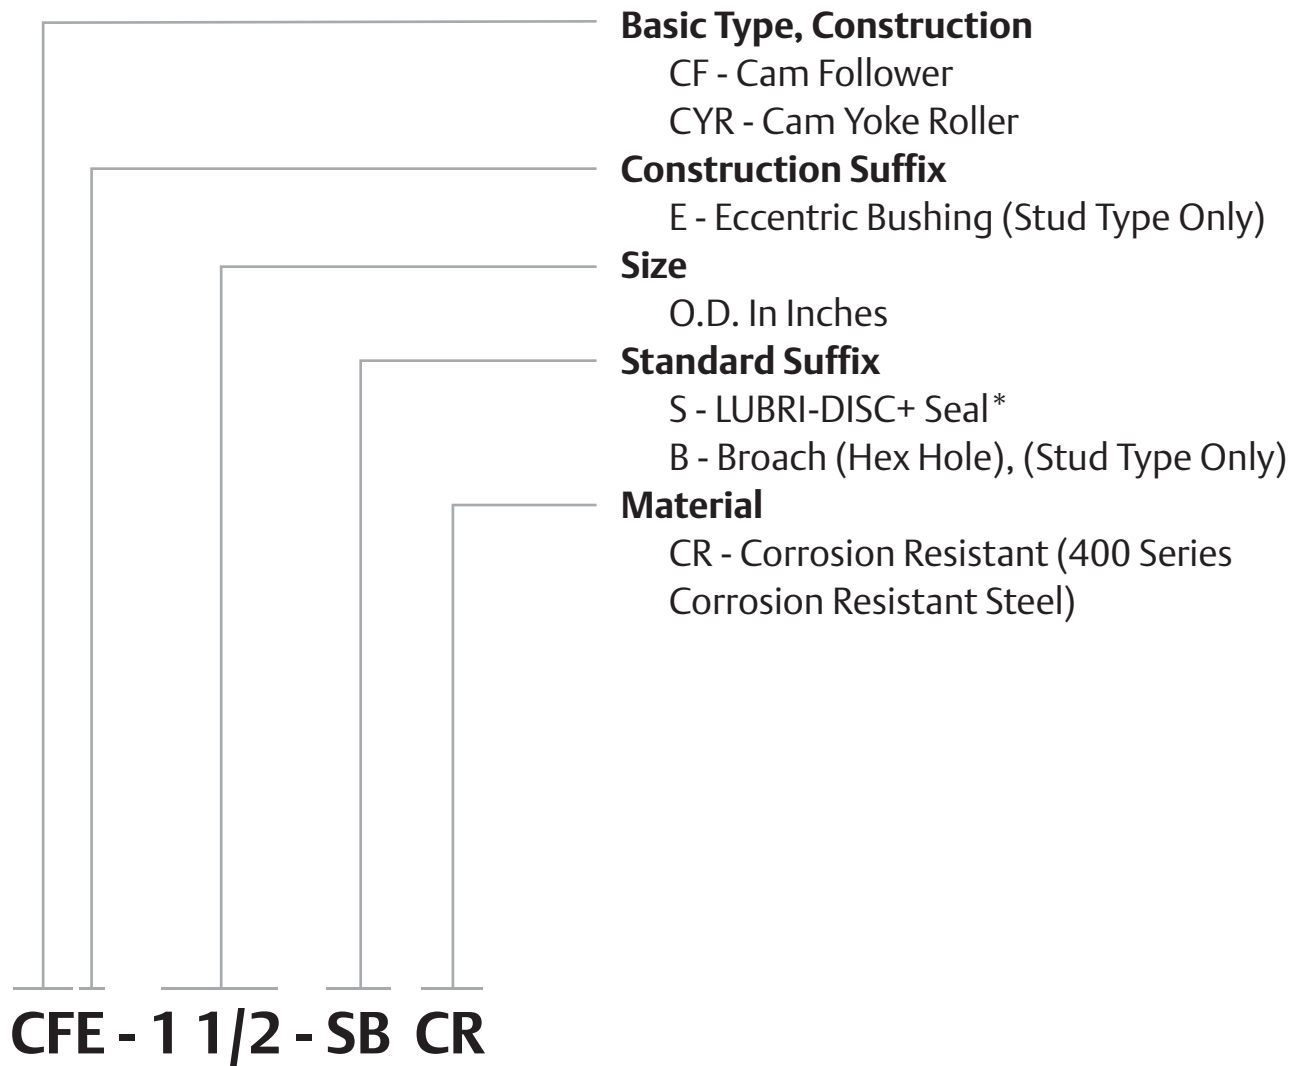 Basic Type, Construction
CF - Cam Follower
CYR - Cam Yoke Roller
Construction Suffix
E - Eccentric Bushing (Stud Type Only)
Size
O.D. In Inches
Standard Suffix
S - LUBRI-DISC+ Seal*
B - Broach (Hex Hole), (Stud Type Only)
Material
CR - Corrosion Resistant (400 Series
Corrosion Resistant Steel)
CFE - 1 1/2 - SB CR